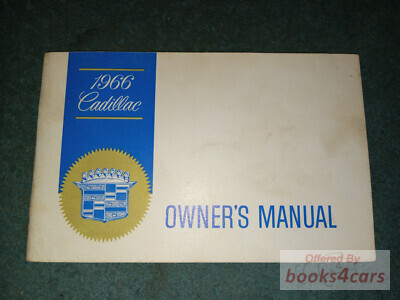 1966
Cadillac
OWNER'S MANUAL
Offered By
books4cars